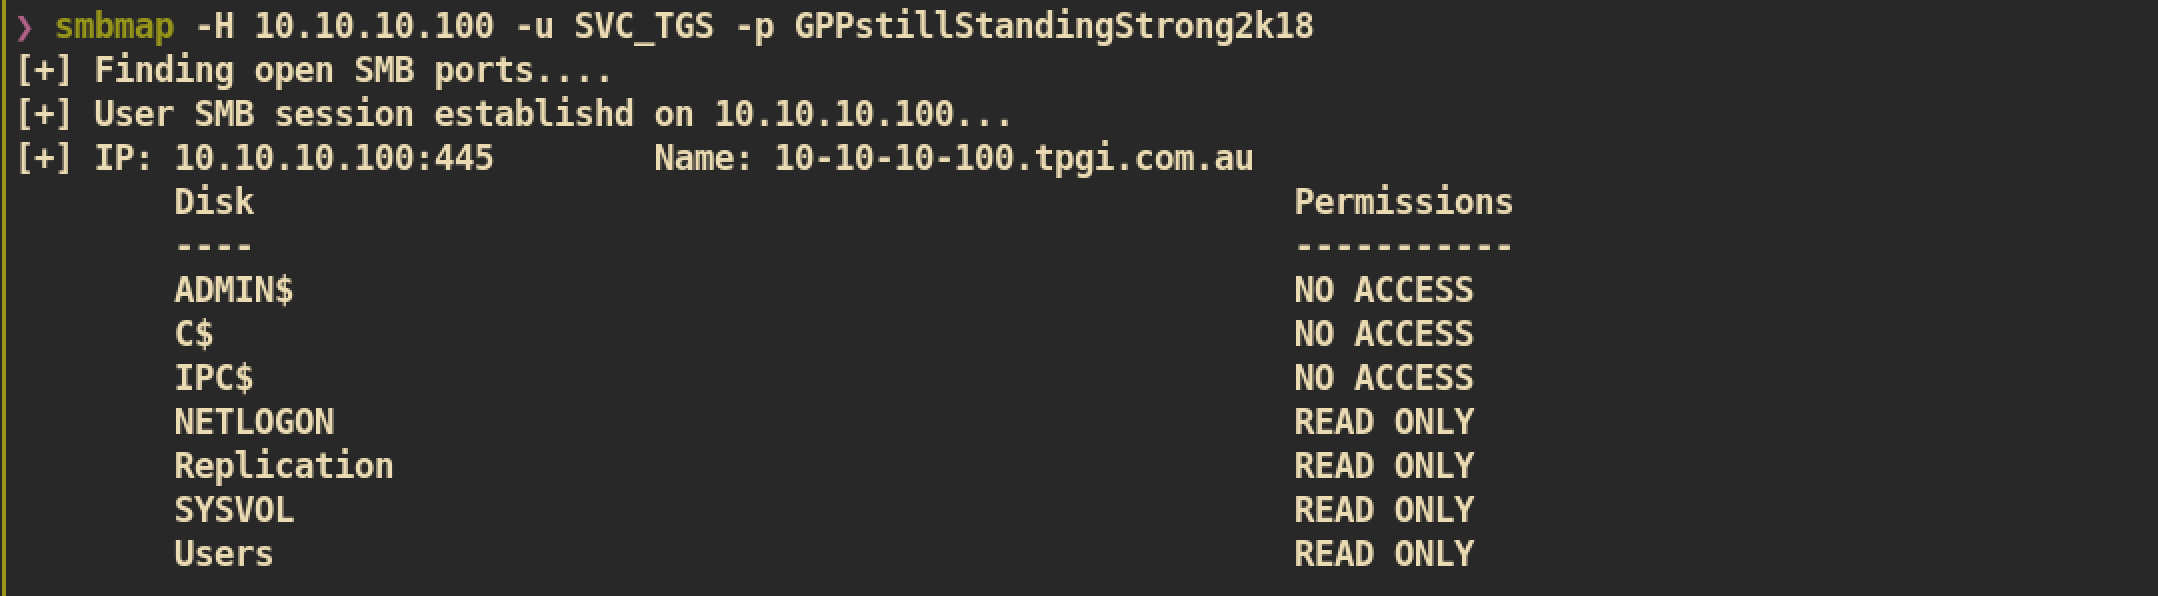 ❯ smbmap -H 10.10.10.100 -u SVC_TGS -p GPPstillStandingStrong2k18
[+] Finding open SMB ports....
[+] User SMB session establishd on 10.10.10.100...
[+] IP: 10.10.10.100:445        Name: 10-10-10-100.tpgi.com.au
Disk                                                    Permissions
----                                                    -----------
ADMIN$                                                  NO ACCESS
C$                                                      NO ACCESS
IPC$                                                    NO ACCESS
NETLOGON                                                READ ONLY
Replication                                             READ ONLY
SYSVOL                                                  READ ONLY
Users                                                   READ ONLY